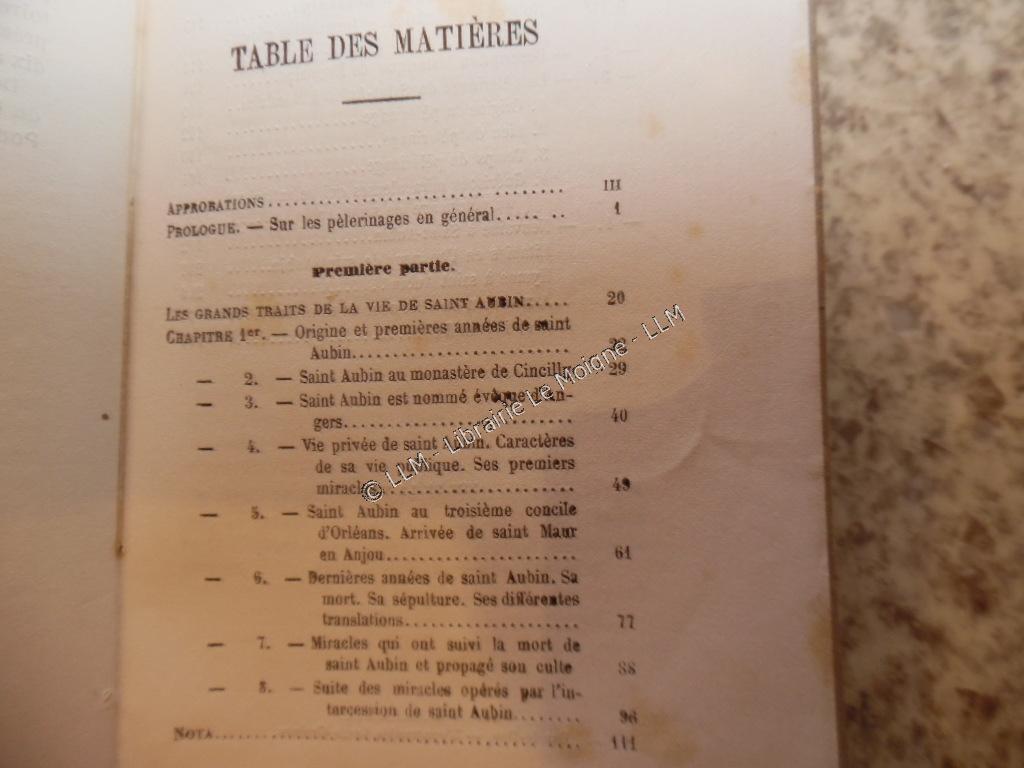 TABLE DES MATIÈRES
APPROBATIONS.............................. ......... III
PROLOGUE. — Sur les pèlerinages en général..... .. 1
Première partie.
LES GRANDS TRAITS DE LA VIE DE SAINT AUBIN..... 20
CHAPITRE 1er. — Origine et premières années de saint
Aubin..........................
— 2. — Saint Aubin au monastère de Cincilly 29
— 3. — Saint Aubin est nommé évêque d'An-
gers............................ 40
— 4. — Vie privée de saint Aubin. Caractères
de sa vie publique. Ses premiers
miracles........................ 49
— 5. — Saint Aubin au troisième concile
d'Orléans. Arrivée de saint Maur
en Anjou....................... 61
— 6. — Dernières années de saint Aubin. Sa
mort. Sa sépulture. Ses différentes
translations..................... 77
— 7. — Miracles qui ont suivi la mort de
saint Aubin et propagé son culte 88
— 8. — Suite des miracles opérés par l'in-
tercession de saint Aubin........ 96
NOTA............................................ 111
© LLM - Librairie Le Moigne - LLM